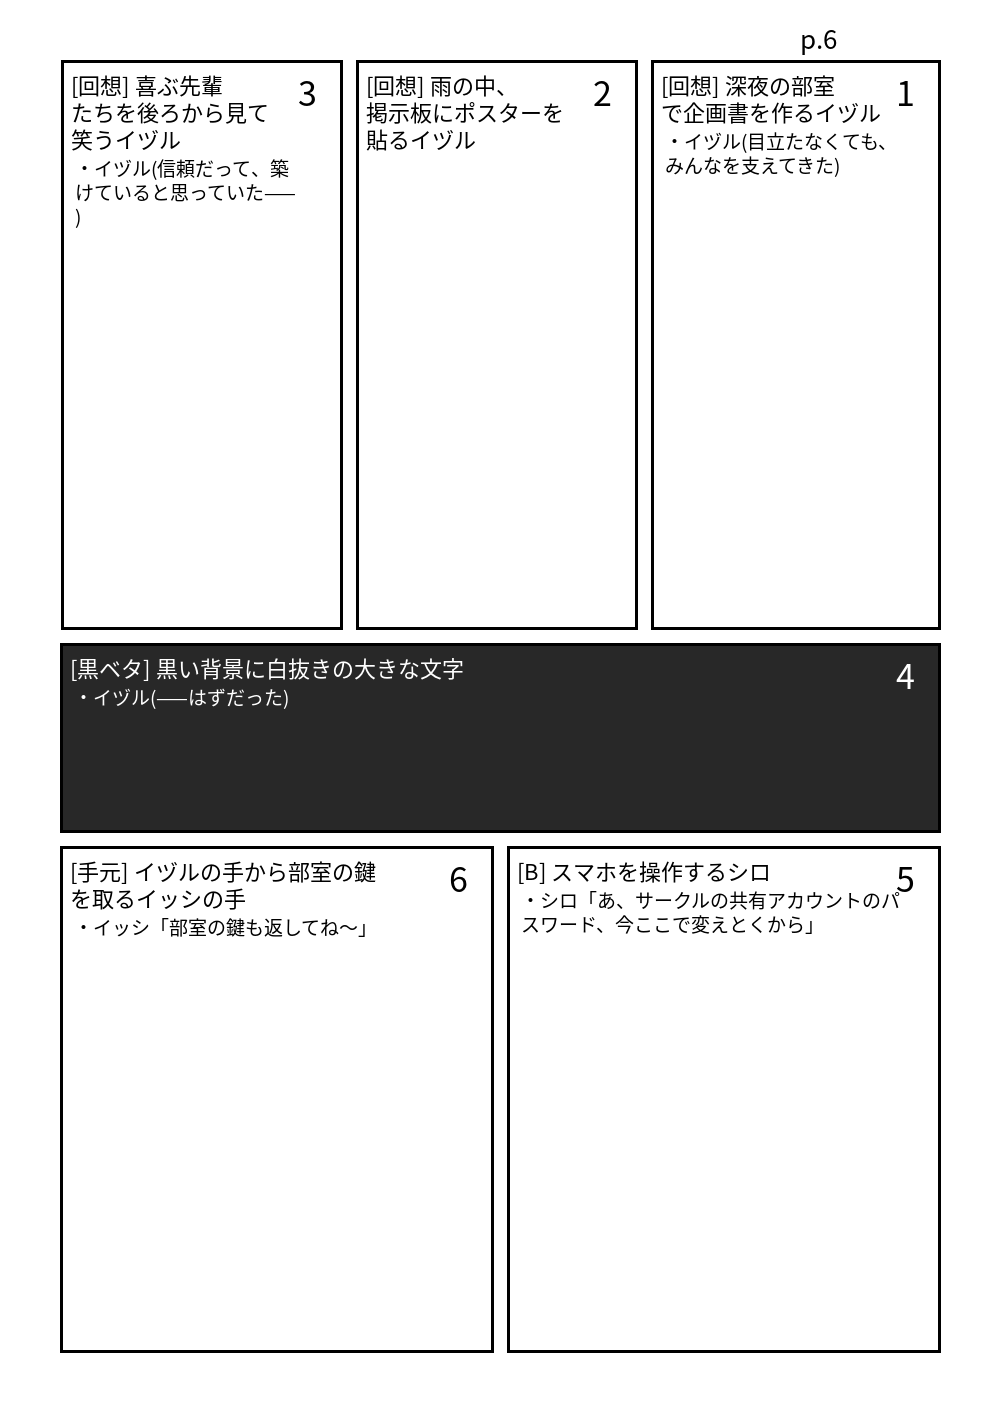 p.6
1
[回想] 深夜の部室
で企画書を作るイヅル
・イヅル(目立たなくても、
みんなを支えてきた)
2
[回想] 雨の中、
掲示板にポスターを
貼るイヅル
3
[回想] 喜ぶ先輩
たちを後ろから見て
笑うイヅル
・イヅル(信頼だって、築
けていると思っていた――
)
4
[黒ベタ] 黒い背景に白抜きの大きな文字
・イヅル(――はずだった)
5
[B] スマホを操作するシロ
・シロ「あ、サークルの共有アカウントのパ
スワード、今ここで変えとくから」
6
[手元] イヅルの手から部室の鍵
を取るイッシの手
・イッシ「部室の鍵も返してね〜」